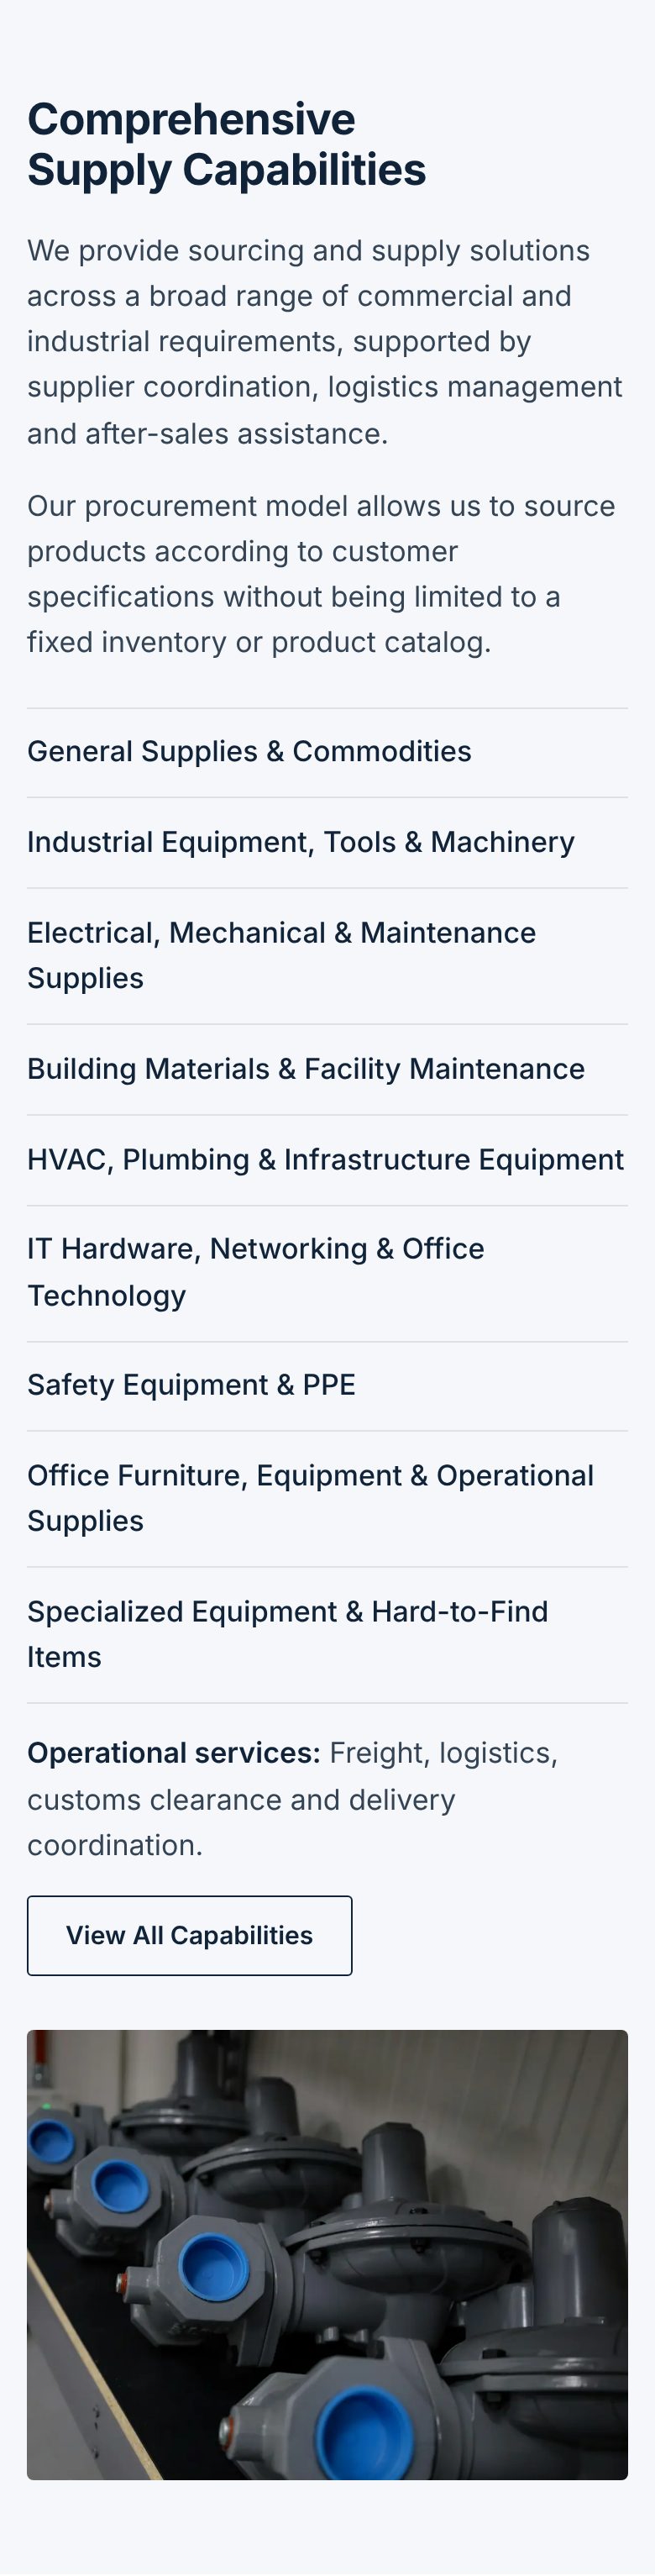 Comprehensive
Supply Capabilities
We provide sourcing and supply solutions
across a broad range of commercial and
industrial requirements, supported by
supplier coordination, logistics management
and after-sales assistance.
Our procurement model allows us to source
products according to customer
specifications without being limited to a
fixed inventory or product catalog.
General Supplies & Commodities
Industrial Equipment, Tools & Machinery
Electrical, Mechanical & Maintenance
Supplies
Building Materials & Facility Maintenance
HVAC, Plumbing & Infrastructure Equipment
IT Hardware, Networking & Office
Technology
Safety Equipment & PPE
Office Furniture, Equipment & Operational
Supplies
Specialized Equipment & Hard-to-Find
Items
Operational services: Freight, logistics,
customs clearance and delivery
coordination.
View All Capabilities